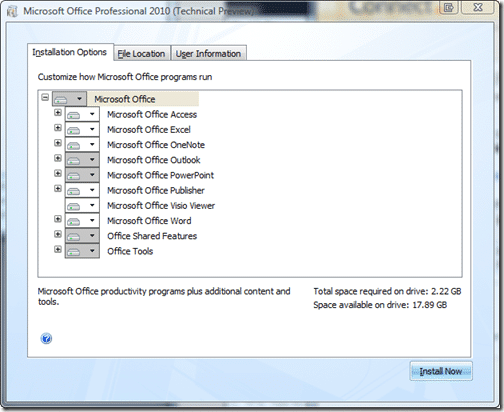 Microsoft Office Professional 2010 (Technical Preview,
Installation Options
File Location
User Information
Customize how Microsoft Office programs run
Microsoft Office
Microsoft Office Access
Microsoft Office Excel
Microsoft Office OneNote
Microsoft Office Outlook
Microsoft Office PowerPoint
Microsoft Office Publisher
Microsoft Office Visio Viewer
Microsoft Office Word
Office Shared Features
Office Tools
Microsoft Office productivity programs plus additional content and
tools.
Total space required on drive: 2.22 GB
Space available on drive: 17.89 GB
Install Now